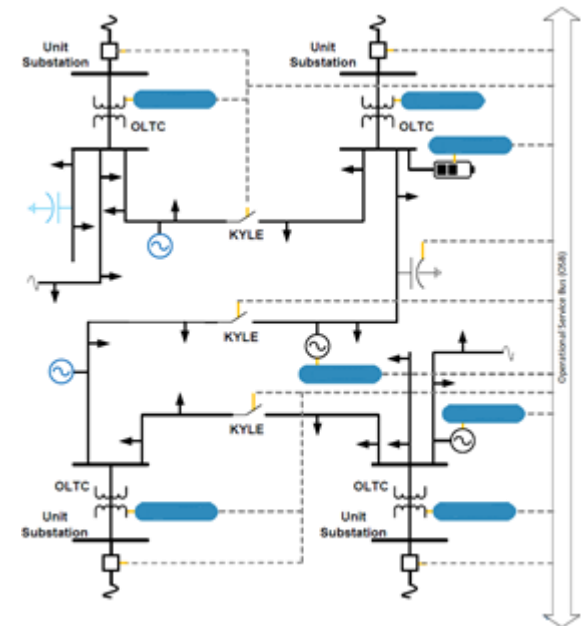 Unit
Substation
Unit
Substation
OLTC
OLTC
KYLE
KYLE
KYLE
OLTC
OLTC
Unit
Substation
Unit
Substation
Operational Service Bus (OSB)